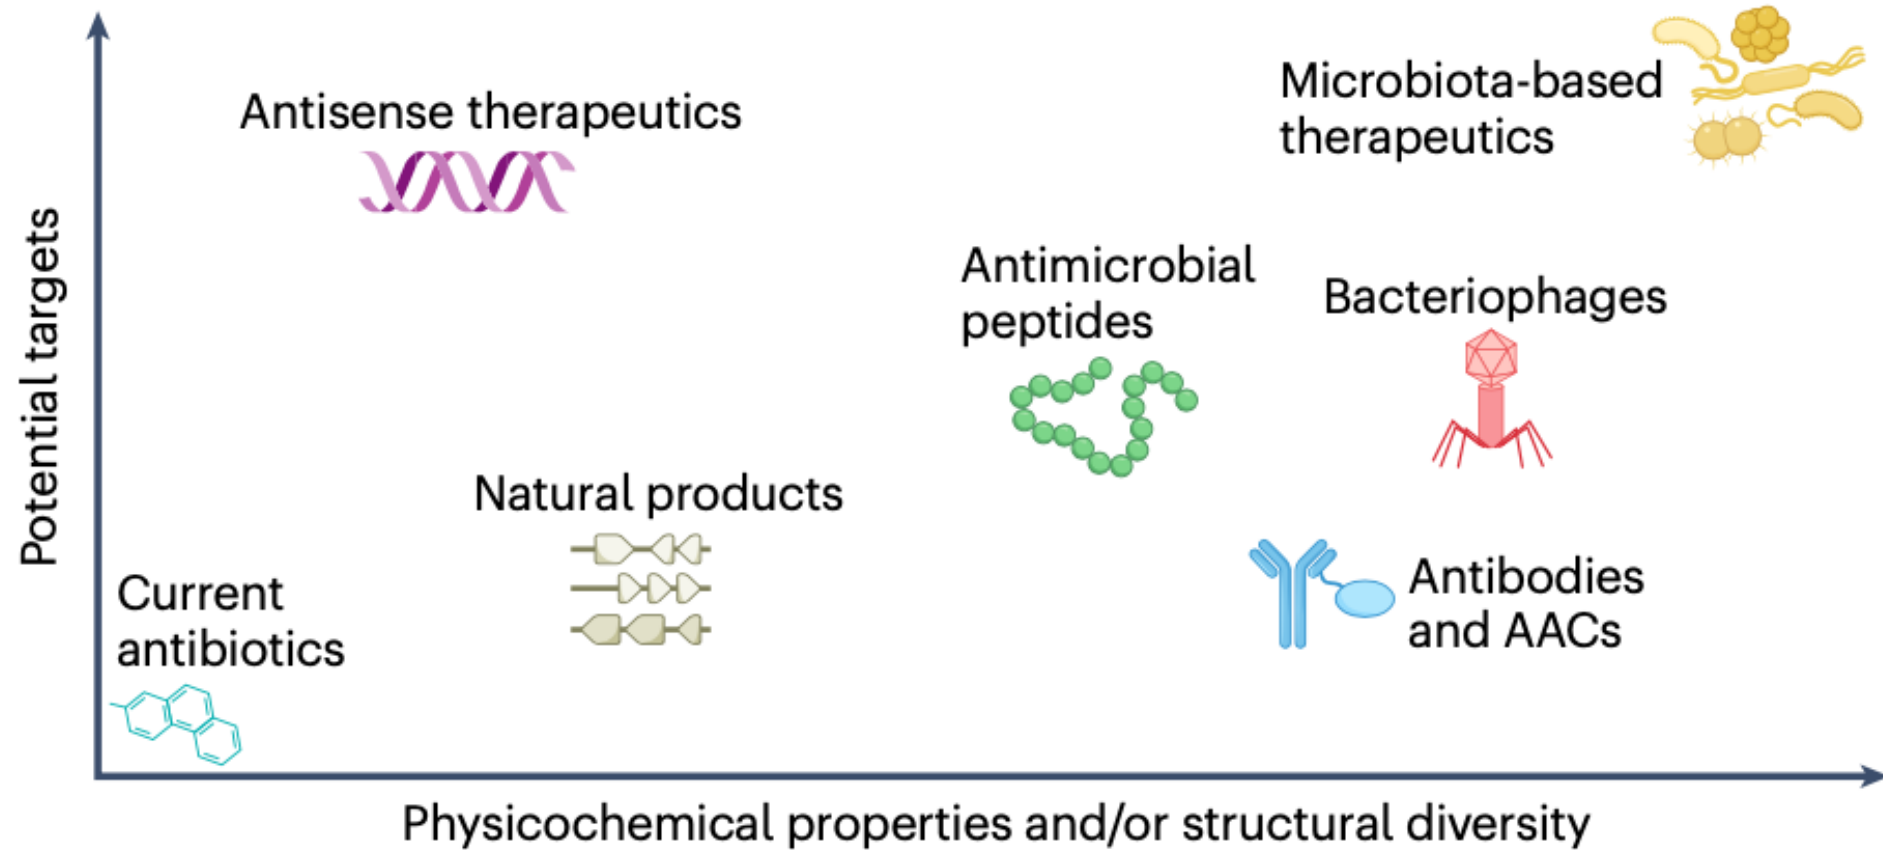 Potential targets
Antisense therapeutics
Microbiota-based
therapeutics
Antimicrobial
peptides
Bacteriophages
Natural products
Current
antibiotics
Antibodies
and AACs
Physicochemical properties and/or structural diversity